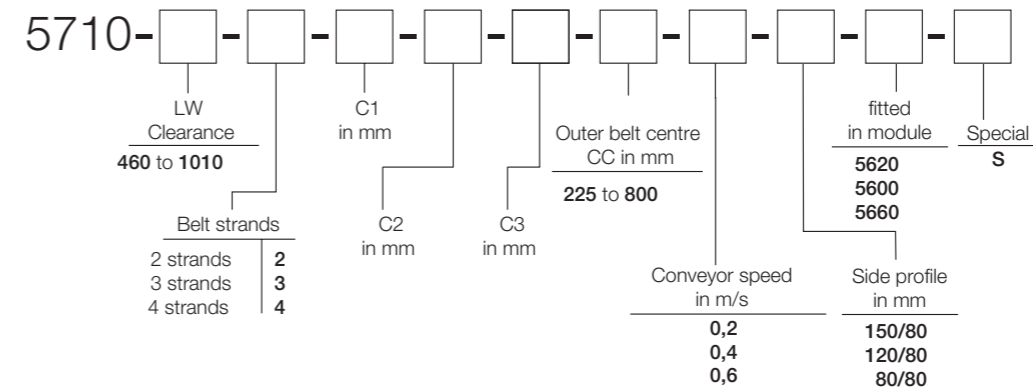 5710-
LW
Clearance
460 to 1010
Belt strands
2 strands 2
3 strands 3
4 strands 4
C1
in mm
C2
in mm
C3
in mm
Outer belt centre
CC in mm
225 to 800
Conveyor speed
in m/s
0,2
0,4
0,6
Side profile
in mm
150/80
120/80
80/80
fitted
in module
5620
5600
5660
Special
S